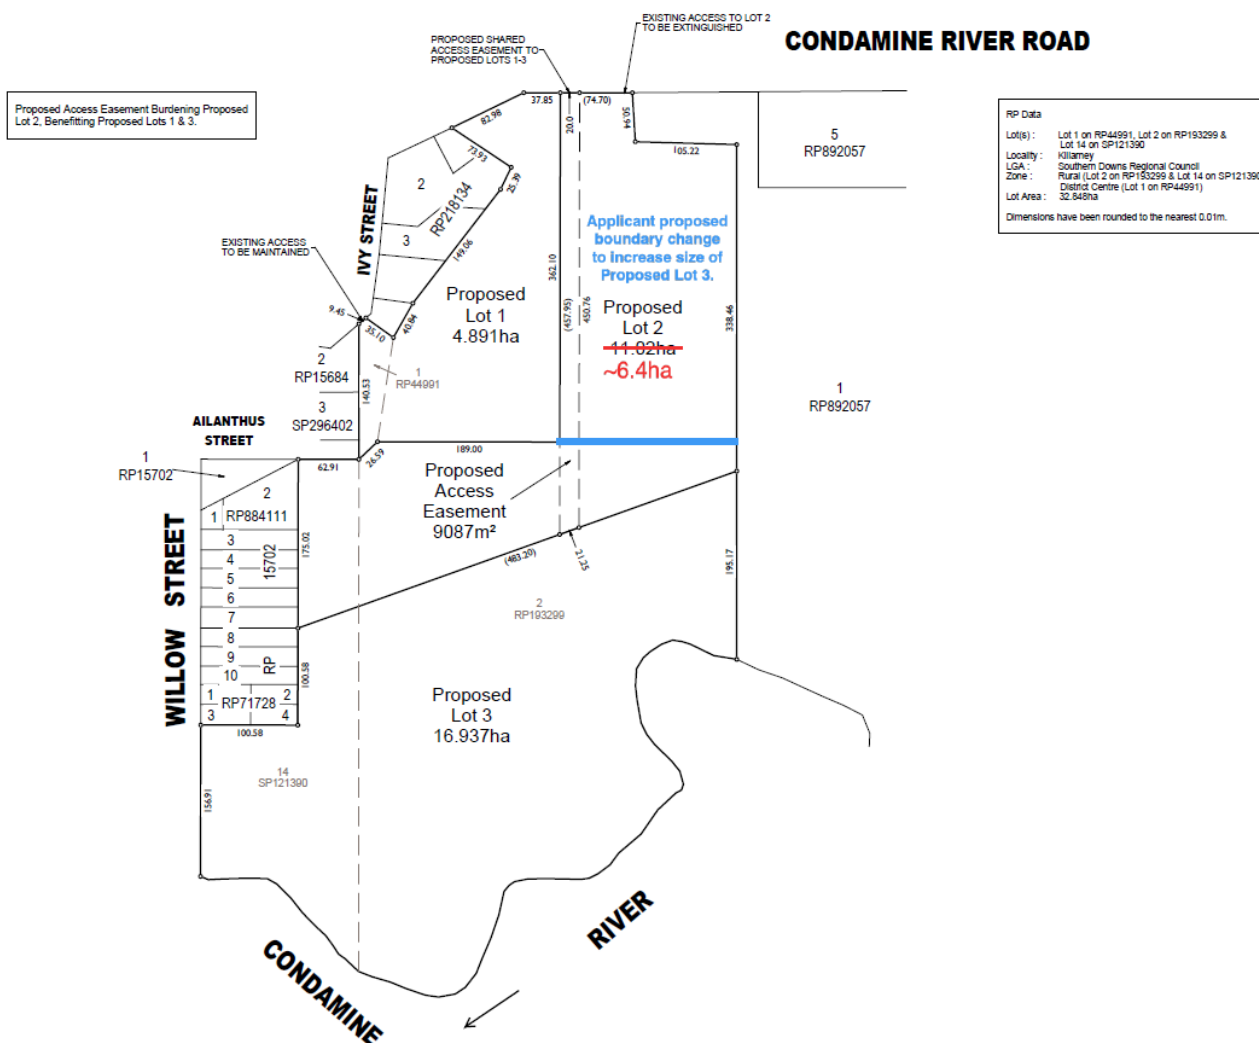 EXISTING ACCESS TO LOT 2
TO BE EXTINGUISHED
PROPOSED SHARED
ACCESS EASEMENT TO
PROPOSED LOTS 1-3
CONDAMINE RIVER ROAD
Proposed Access Easement Burdening Proposed
Lot 2, Benefitting Proposed Lots 1 & 3.
RP Data
Lot(s) : Lot 1 on RP44991, Lot 2 on RP193299 &
Lot 14 on SP121390
Locality : Killarney
LGA : Southern Downs Regional Council
Zone : Rural (Lot 2 on RP193299 & Lot 14 on SP121390
District Centre (Lot 1 on RP44991)
Lot Area : 32.848ha
Dimensions have been rounded to the nearest 0.01m.
37.85
(74.70)
82.98
20.0
50.94
105.22
5
RP892057
73.93
25.39
2
RP218134
3
IVY STREET
149.06
EXISTING ACCESS
TO BE MAINTAINED
Applicant proposed
boundary change
to increase size of
Proposed Lot 3.
362.10
(457.95)
450.76
338.46
Proposed
Lot 1
4.891ha
Proposed
Lot 2
11.02ha
~6.4ha
9.45
35.10
40.84
2
RP15684
1
RP44991
140.53
3
SP296402
1
RP892057
AILANTHUS
STREET
1
RP15702
62.91
26.59
189.00
Proposed
Access
Easement
9087m²
2
1
RP884111
3
4
5
6
7
8
9
10
15702
RP
175.02
100.58
(483.20)
21.25
195.17
2
RP193299
WILLOW STREET
1
2
RP71728
3
4
100.58
Proposed
Lot 3
16.937ha
14
SP121390
156.91
RIVER
CONDAMINE